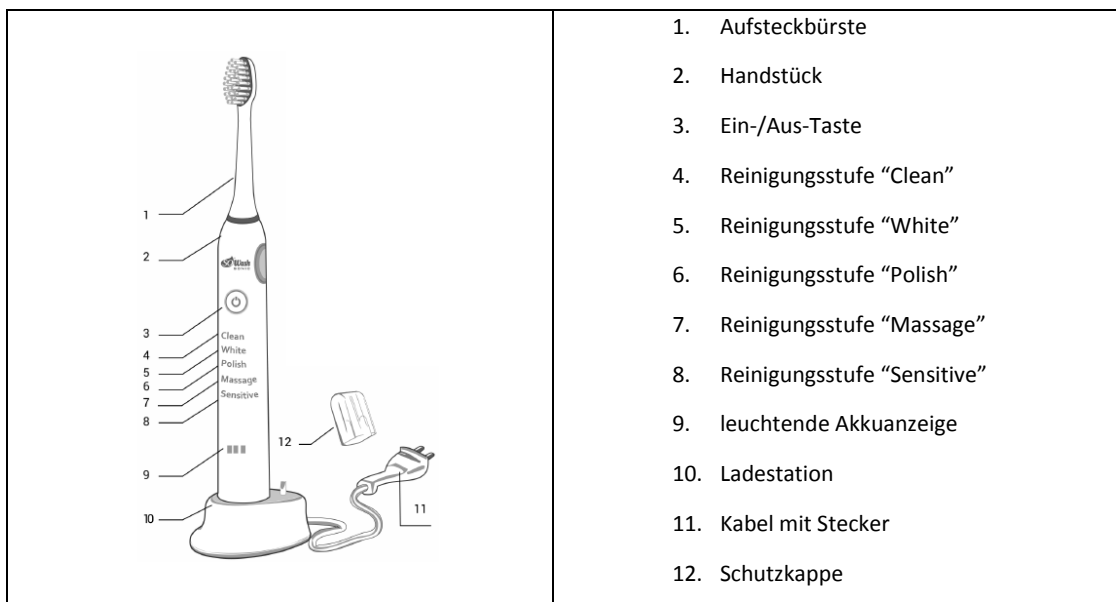 1
2
Wash
3
Clean
4
White
5
Polish
6
Massage
7
Sensitive
8
12
9
11
10
1. Aufsteckbürste
2. Handstück
3. Ein-/Aus-Taste
4. Reinigungsstufe “Clean”
5. Reinigungsstufe “White”
6. Reinigungsstufe “Polish”
7. Reinigungsstufe “Massage”
8. Reinigungsstufe “Sensitive”
9. leuchtende Akkuanzeige
10. Ladestation
11. Kabel mit Stecker
12. Schutzkappe